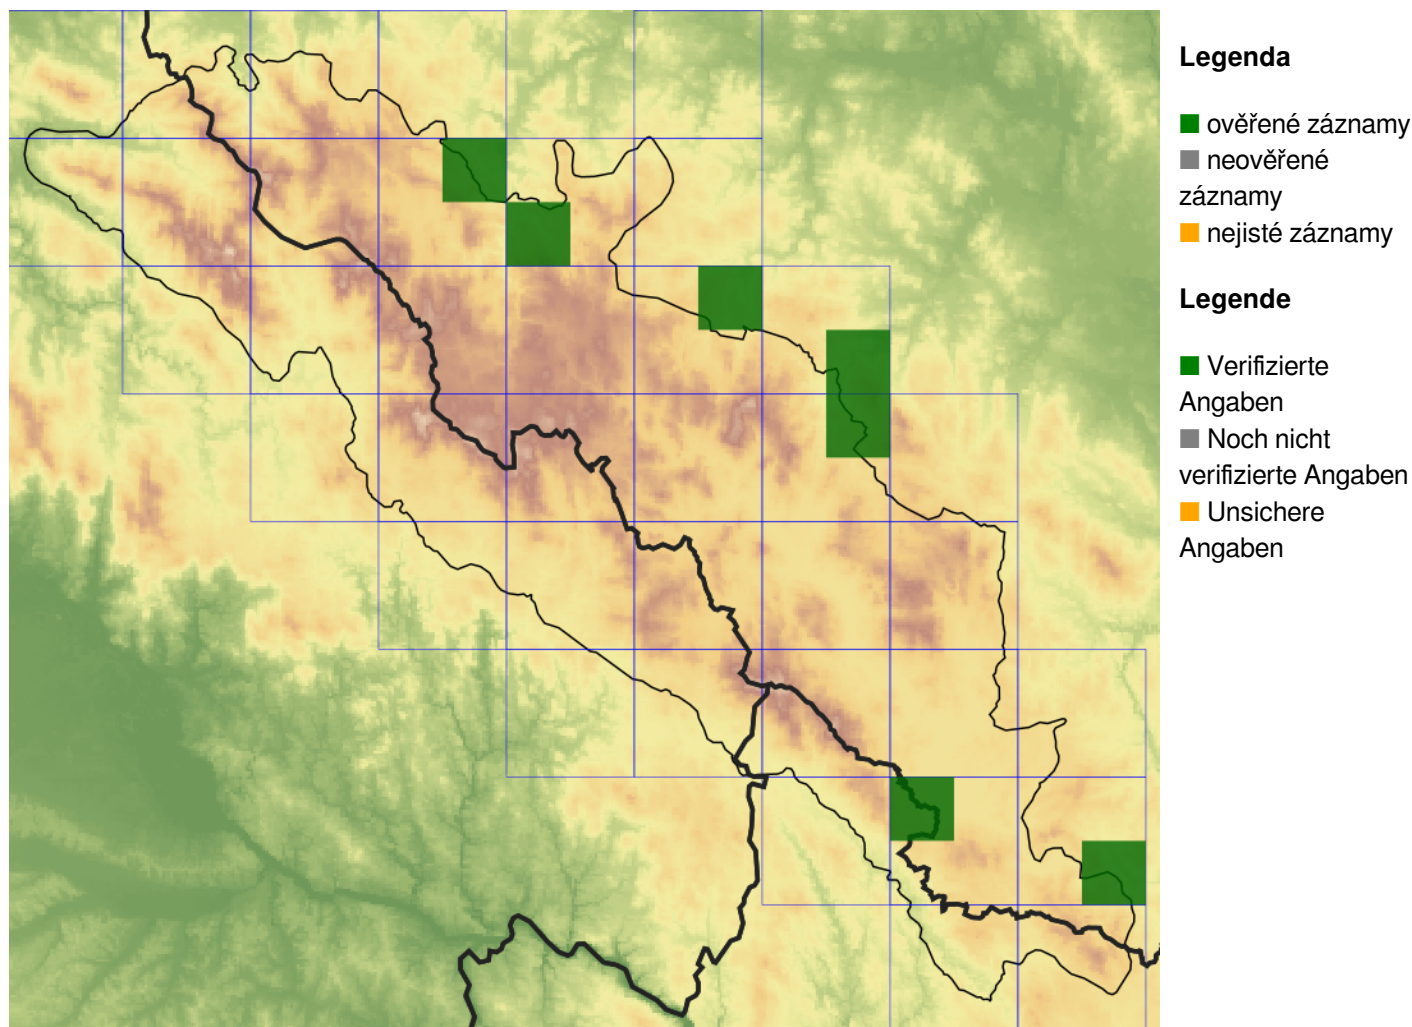 Legenda
ověřené záznamy
neověřené
záznamy
nejisté záznamy
Legende
Verifizierte
Angaben
Noch nicht
verifizierte Angaben
Unsichere
Angaben